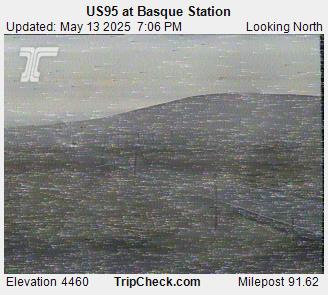 US95 at Basque Station
Updated: May 13 2025 7:06 PM Looking North
Elevation 4460 TripCheck.com Milepost 91.62